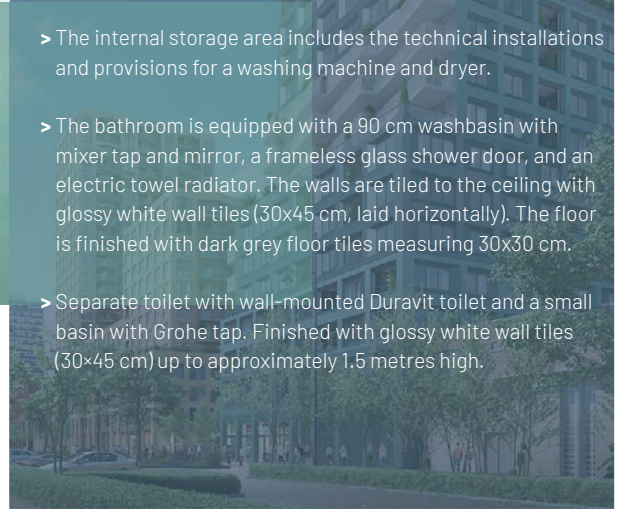 > The internal storage area includes the technical installations
and provisions for a washing machine and dryer.
> The bathroom is equipped with a 90 cm washbasin with
mixer tap and mirror, a frameless glass shower door, and an
electric towel radiator. The walls are tiled to the ceiling with
glossy white wall tiles (30x45 cm, laid horizontally). The floor
is finished with dark grey floor tiles measuring 30x30 cm.
> Separate toilet with wall-mounted Duravit toilet and a small
basin with Grohe tap. Finished with glossy white wall tiles
(30×45 cm) up to approximately 1.5 metres high.